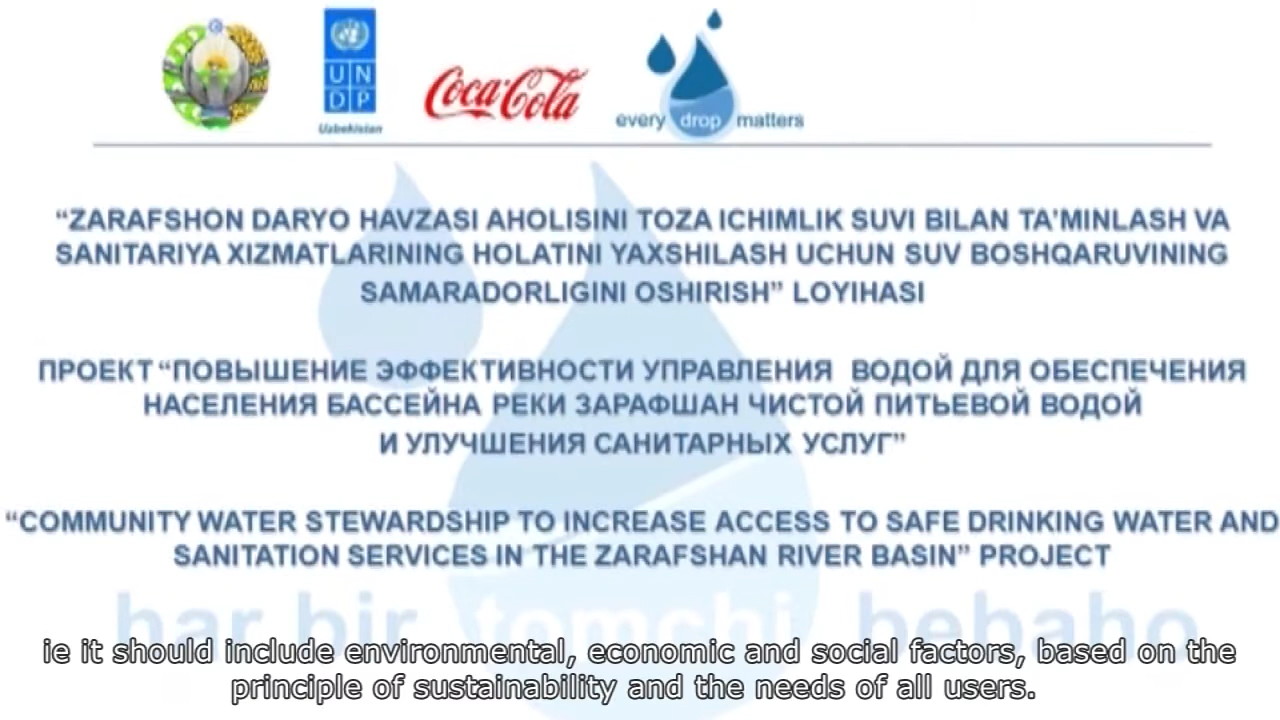 UN
DP
Uzbekistan
Coca-Cola
every drop matters
“ZARAFSHON DARYO HAVZASI AHOLISINI TOZA ICHIMLIK SUVI BILAN TA'MINLASH VA
SANITARIYA XIZMATLARINING HOLATINI YAXSHILASH UCHUN SUV BOSHQARUVINING
SAMARADORLIGINI OSHIRISH” LOYIHASI
ПРОЕКТ “ПОВЫШЕНИЕ ЭФФЕКТИВНОСТИ УПРАВЛЕНИЯ ВОДОЙ ДЛЯ ОБЕСПЕЧЕНИЯ
НАСЕЛЕНИЯ БАССЕЙНА РЕКИ ЗАРАФШАН ЧИСТОЙ ПИТЬЕВОЙ ВОДОЙ
И УЛУЧШЕНИЯ САНИТАРНЫХ УСЛУГ”
“COMMUNITY WATER STEWARDSHIP TO INCREASE ACCESS TO SAFE DRINKING WATER AND
SANITATION SERVICES IN THE ZARAFSHAN RIVER BASIN” PROJECT
har bir tomchi bebaho
ie it should include environmental, economic and social factors, based on the
principle of sustainability and the needs of all users.